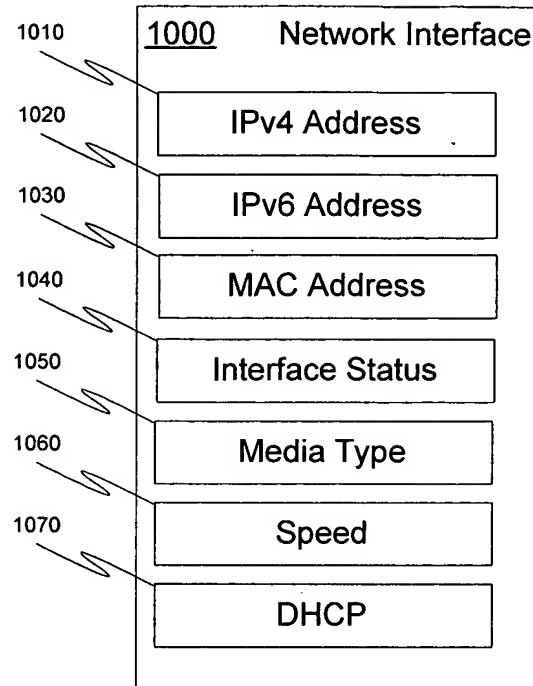 1000 Network Interface
1010
IPv4 Address
1020
IPv6 Address
1030
MAC Address
1040
Interface Status
1050
Media Type
1060
Speed
1070
DHCP